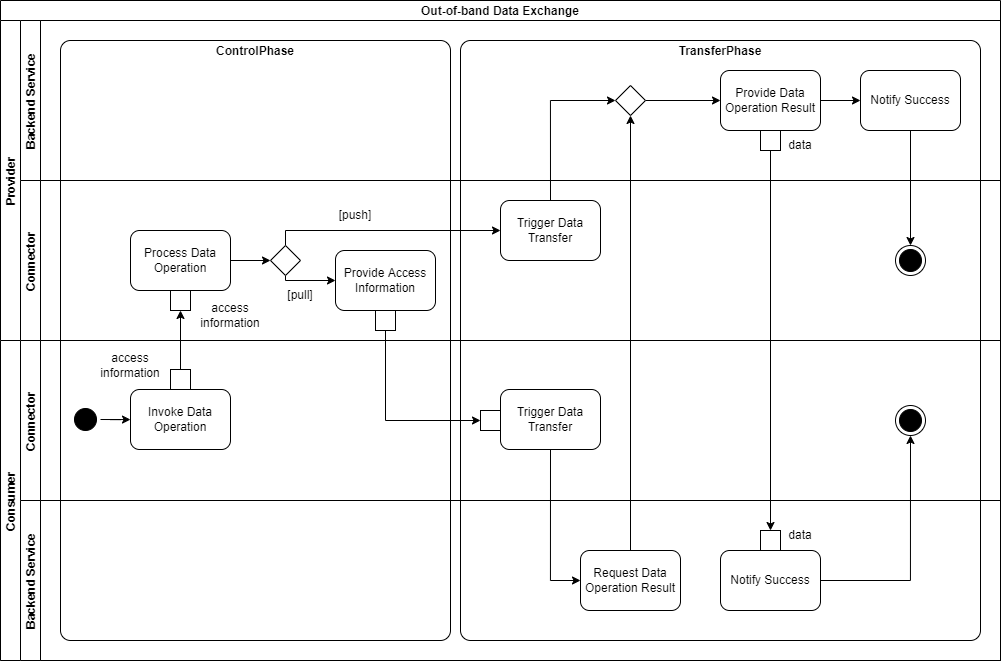 Out-of-band Data Exchange
ControlPhase
TransferPhase
Provider
Backend Service
Provide Data
Operation Result
Notify Success
data
Connector
[push]
Trigger Data
Transfer
Process Data
Operation
Provide Access
Information
[pull]
access
information
Consumer
Connector
access
information
Invoke Data
Operation
Trigger Data
Transfer
Backend Service
data
Request Data
Operation Result
Notify Success